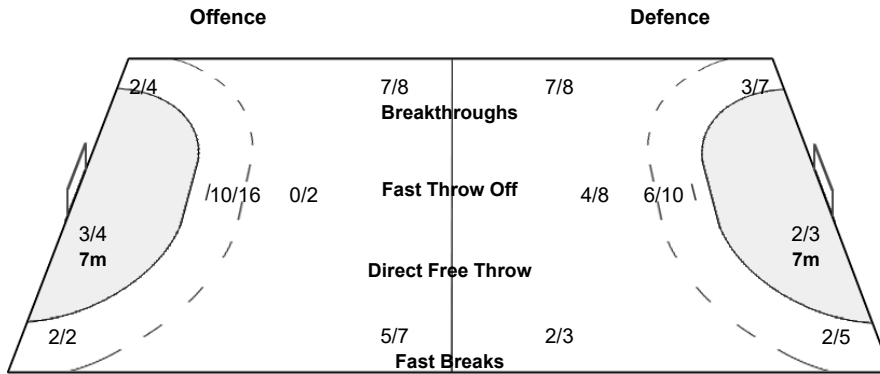 Offence Defence
2/4 7/8 7/8 3/7
Breakthroughs
10/16 0/2 Fast Throw Off 4/8 6/10
3/4 2/3
7m 7m
Direct Free Throw
2/2 5/7 2/3 2/5
Fast Breaks